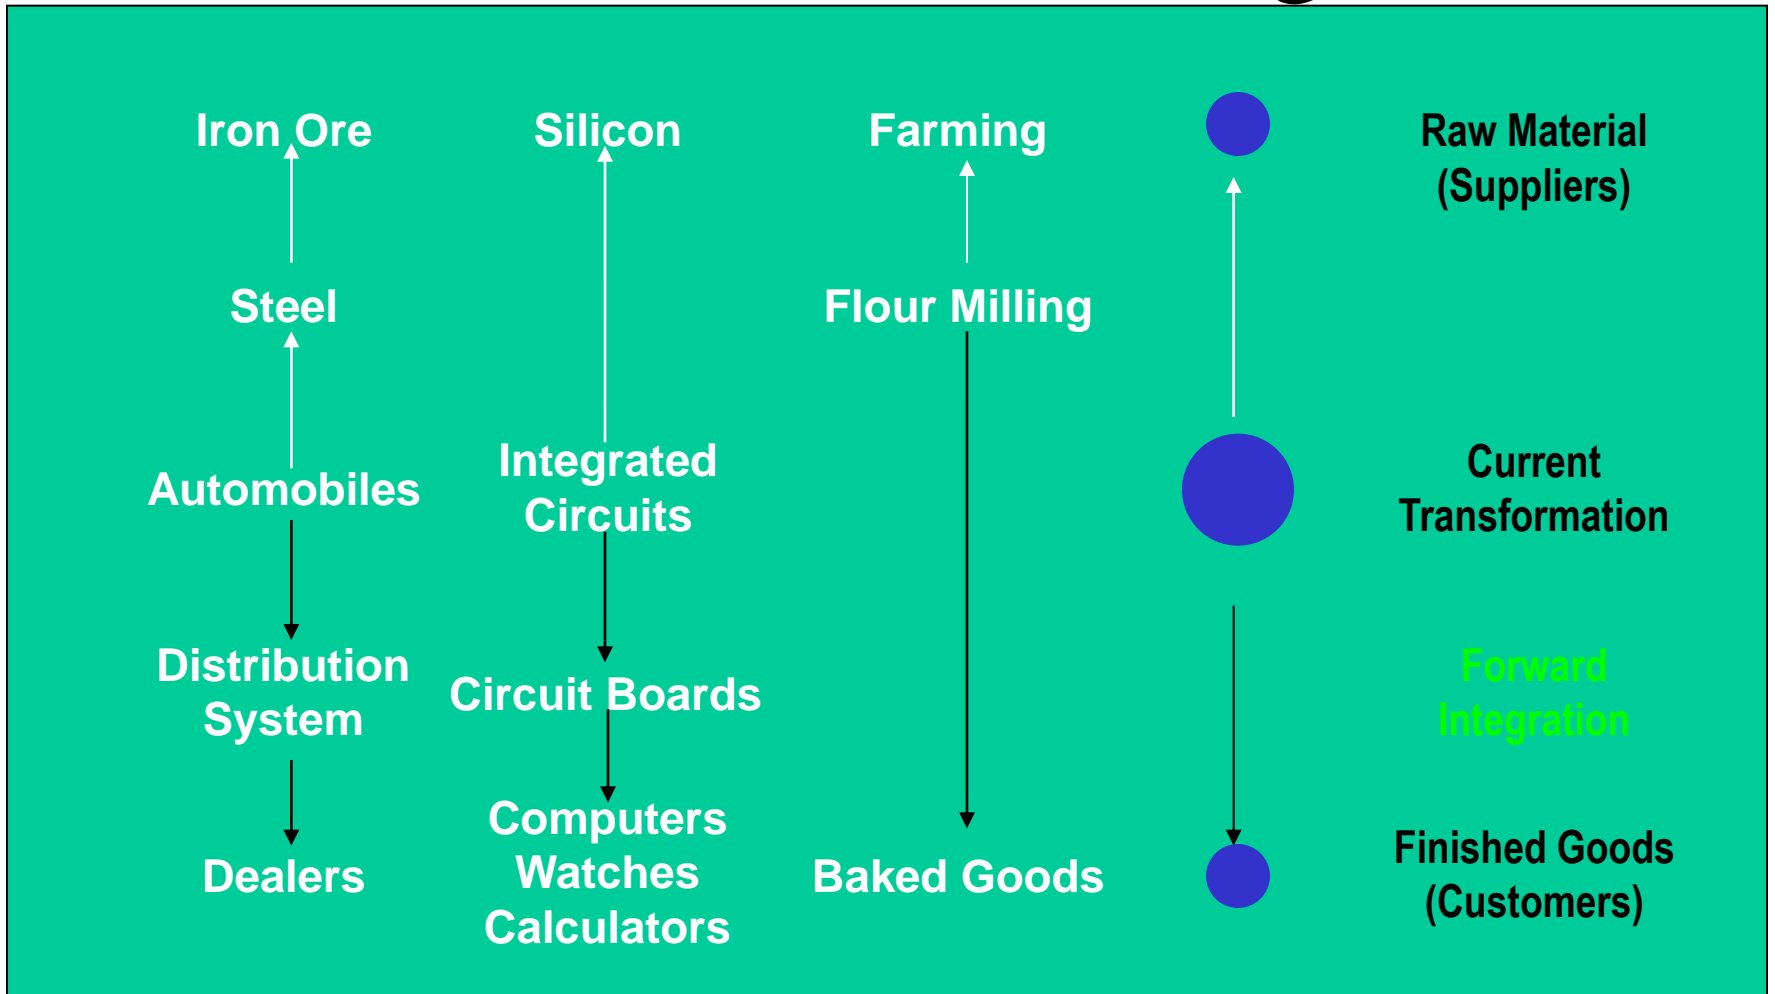 Iron Ore
Silicon
Farming
Raw Material
(Suppliers)
Steel
Flour Milling
Automobiles
Integrated
Circuits
Current
Transformation
Distribution
System
Circuit Boards
Forward
Integration
Dealers
Computers
Watches
Calculators
Baked Goods
Finished Goods
(Customers)